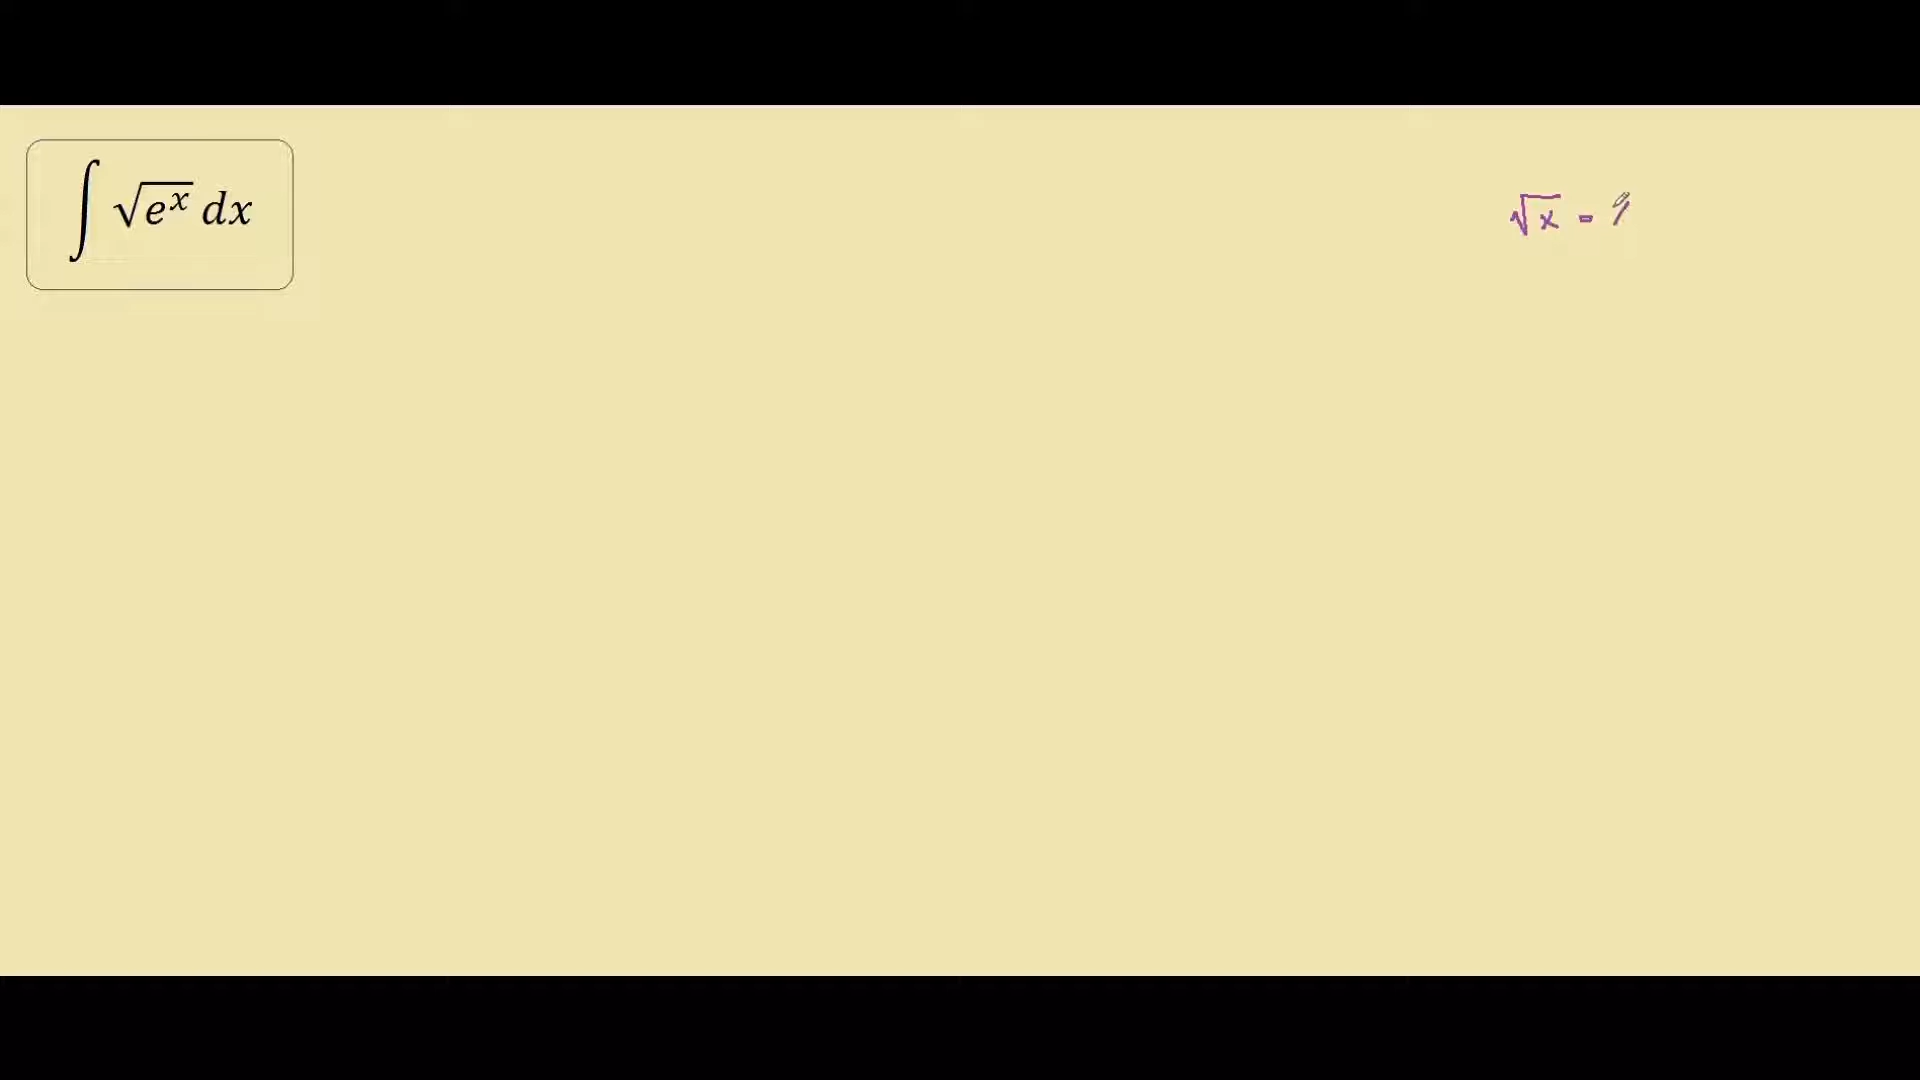 ∫ √eˣ dx
√x =